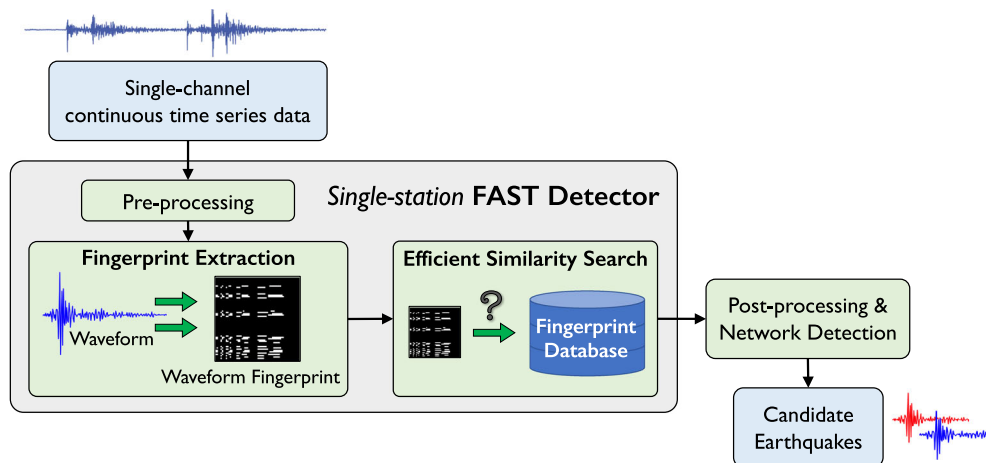 Single-channel
continuous time series data
Single-station FAST Detector
Pre-processing
Fingerprint Extraction
Waveform
Waveform Fingerprint
Efficient Similarity Search
?
Fingerprint
Database
Post-processing &
Network Detection
Candidate
Earthquakes